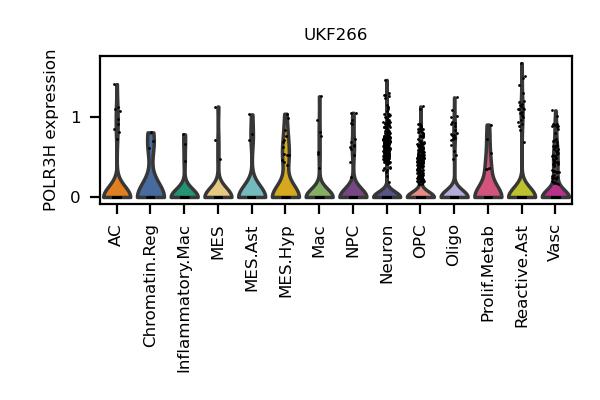 UKF266
POLR3H expression
1
0
AC
Chromatin.Reg
Inflammatory.Mac
MES
MES.Ast
MES.Hyp
Mac
NPC
Neuron
OPC
Oligo
Prolif.Metab
Reactive.Ast
Vasc